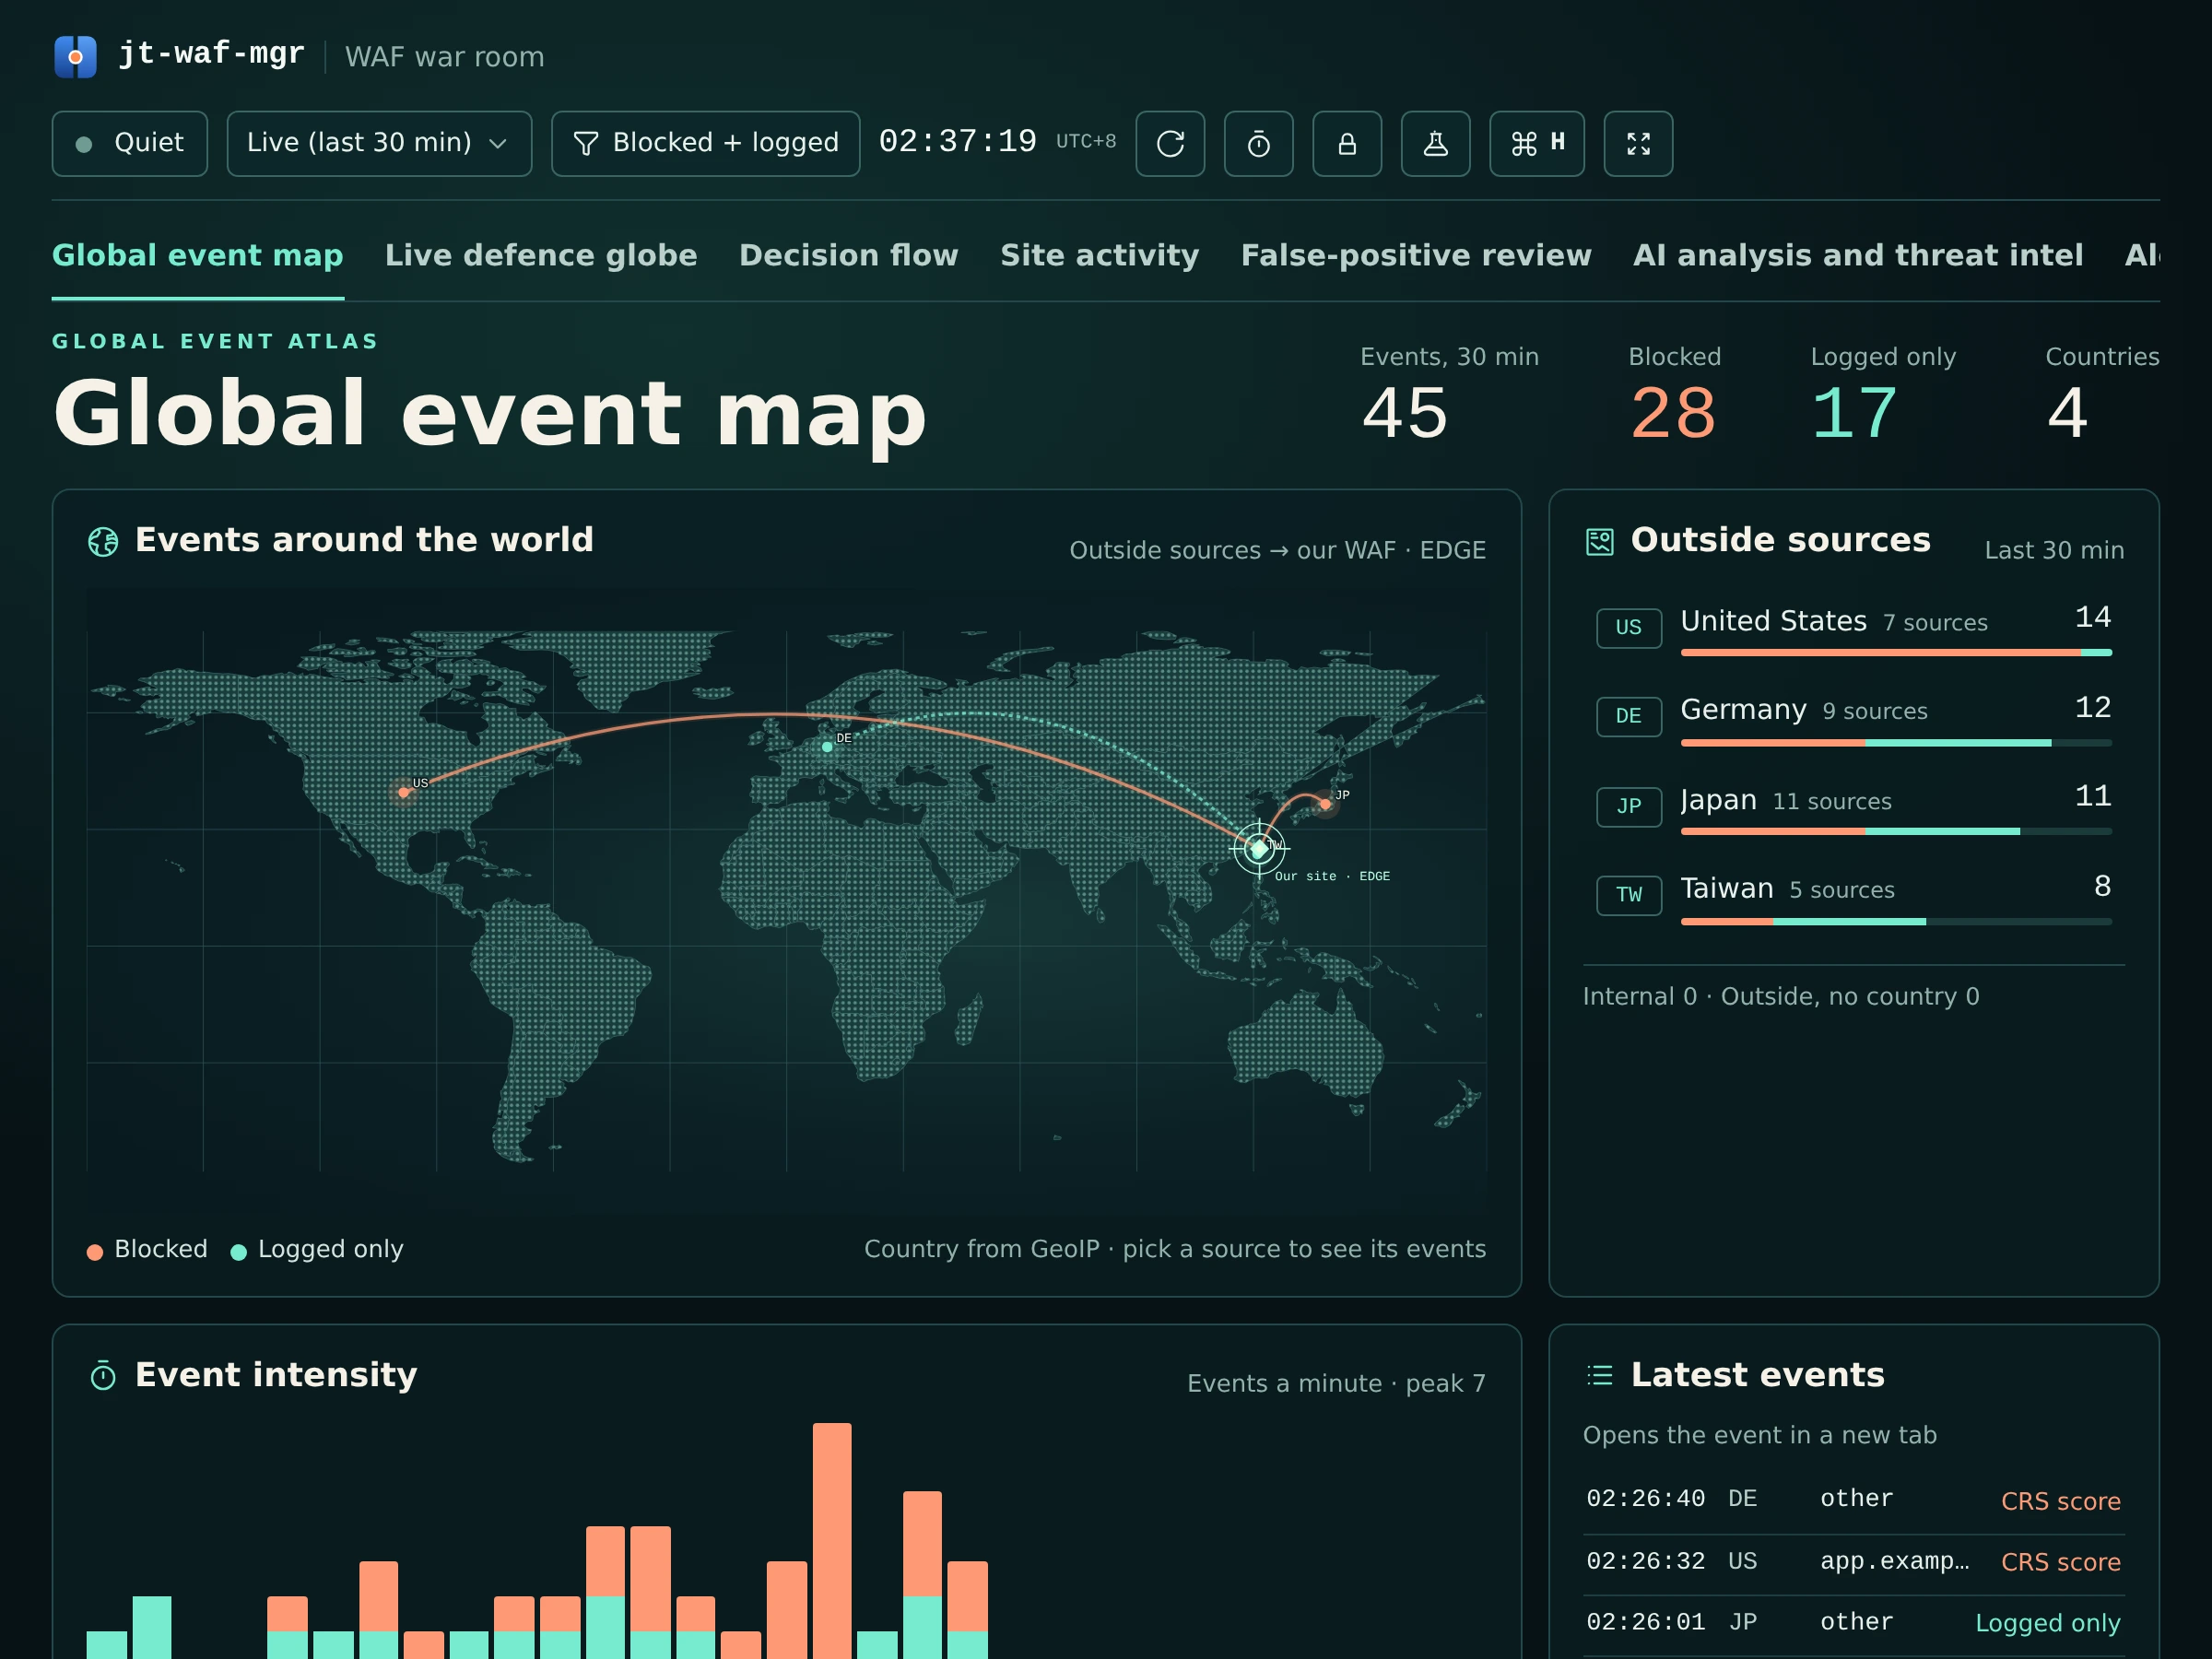 jt-waf-mgr WAF war room
Quiet Live (last 30 min) Blocked + logged 02:37:19 UTC+8 ⌘ H
Global event map Live defence globe Decision flow Site activity False-positive review AI analysis and threat intel
GLOBAL EVENT ATLAS
Global event map
Events, 30 min Blocked Logged only Countries
45 28 17 4
Events around the world
Outside sources → our WAF · EDGE
US
DE
JP
TW
Our site · EDGE
Blocked Logged only
Country from GeoIP · pick a source to see its events
Outside sources Last 30 min
US United States 7 sources 14
DE Germany 9 sources 12
JP Japan 11 sources 11
TW Taiwan 5 sources 8
Internal 0 · Outside, no country 0
Event intensity
Events a minute · peak 7
Latest events
Opens the event in a new tab
02:26:40 DE other CRS score
02:26:32 US app.examp… CRS score
02:26:01 JP other Logged only